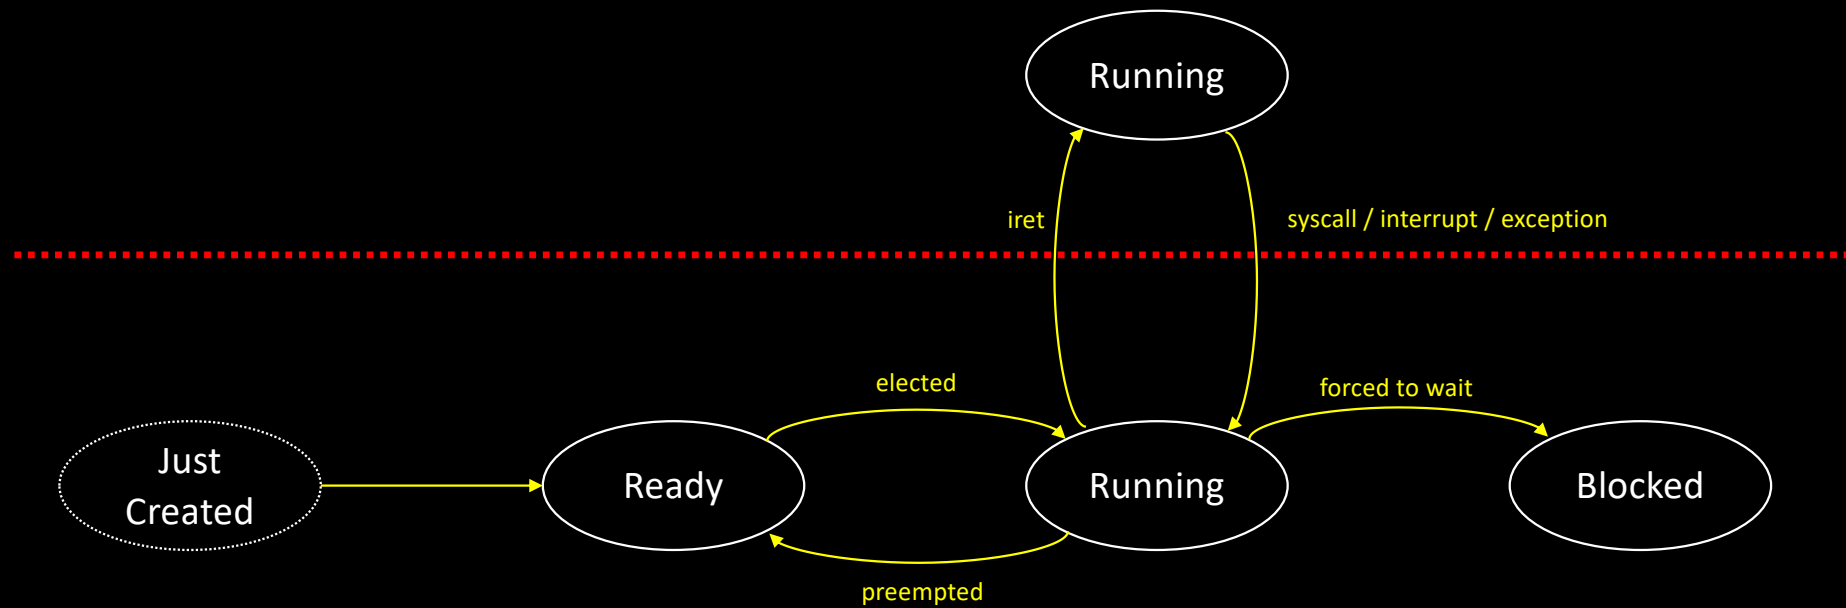 Running
iret
syscall / interrupt / exception
elected
forced to wait
Just
Created
Ready
Running
Blocked
preempted